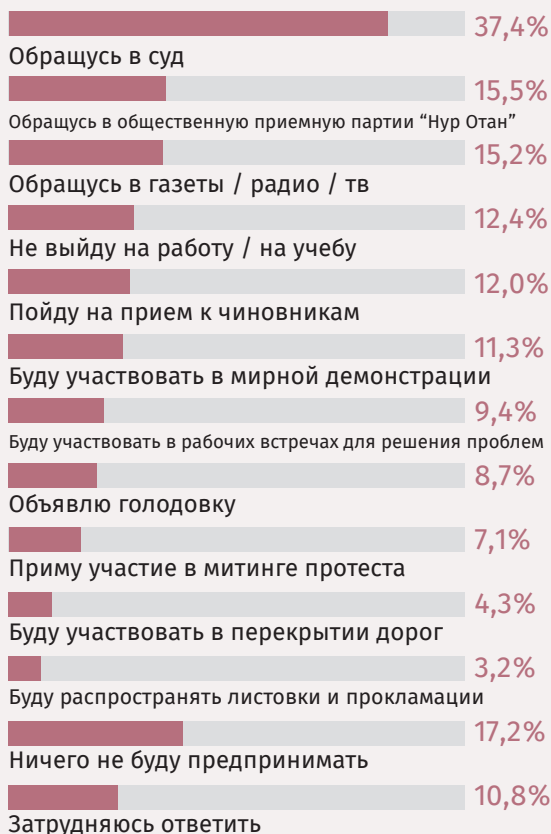 37,4%
Обращусь в суд
15,5%
Обращусь в общественную приемную партии “Нур Отан”
15,2%
Обращусь в газеты / радио / тв
12,4%
Не выйду на работу / на учебу
12,0%
Пойду на прием к чиновникам
11,3%
Буду участвовать в мирной демонстрации
9,4%
Буду участвовать в рабочих встречах для решения проблем
8,7%
Объявлю голодовку
7,1%
Приму участие в митинге протеста
4,3%
Буду участвовать в перекрытии дорог
3,2%
Буду распространять листовки и прокламации
17,2%
Ничего не буду предпринимать
10,8%
Затрудняюсь ответить